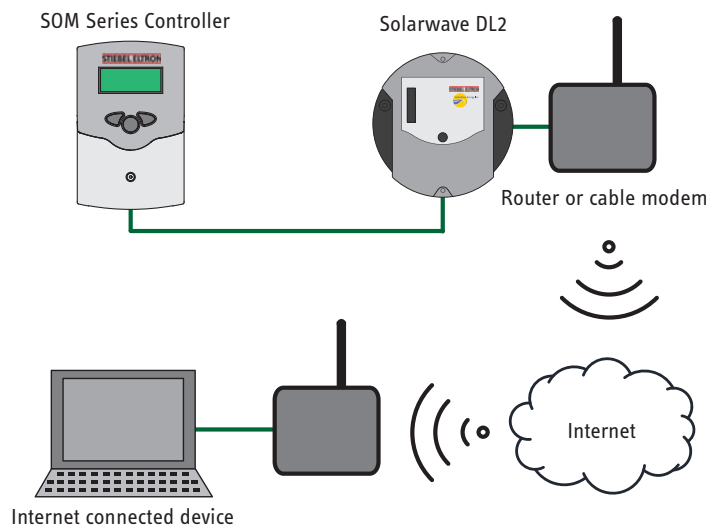 SOM Series Controller
Solarwave DL2
STIEBEL ELTRON
STIEBEL ELTRON
Router or cable modem
Internet
Internet connected device